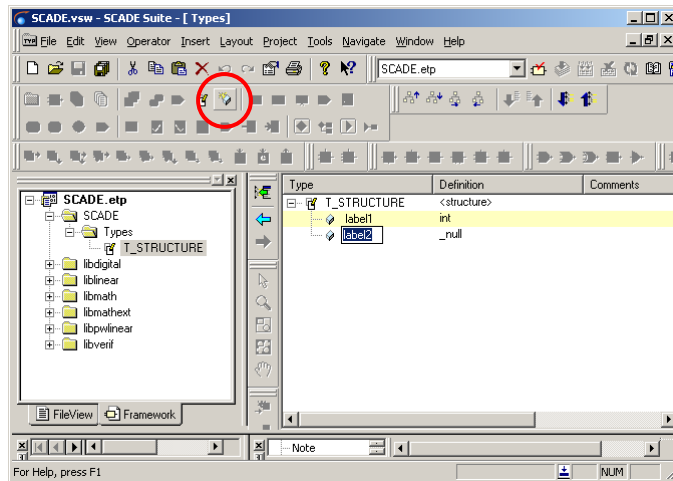 SCADE.vsw - SCADE Suite - [ Types]
File Edit View Operator Insert Layout Project Tools Navigate Window Help
SCADE.etp
Type Definition Comments
SCADE.etp
SCADE
Types
T_STRUCTURE
libdigital
liblinear
libmath
libmathext
libpwlinear
libverif
T_STRUCTURE <structure>
label1 int
label2 _null
FileView Framework
Note
For Help, press F1 NUM